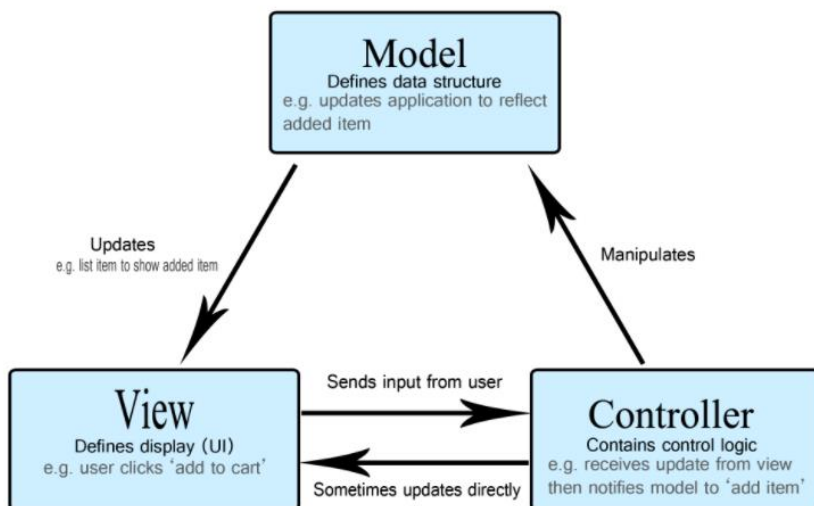 Model
Defines data structure
e.g. updates application to reflect
added item
Updates
e.g. list item to show added item
Manipulates
View
Defines display (UI)
e.g. user clicks ‘add to cart’
Sends input from user
Sometimes updates directly
Controller
Contains control logic
e.g. receives update from view
then notifies model to ‘add item’